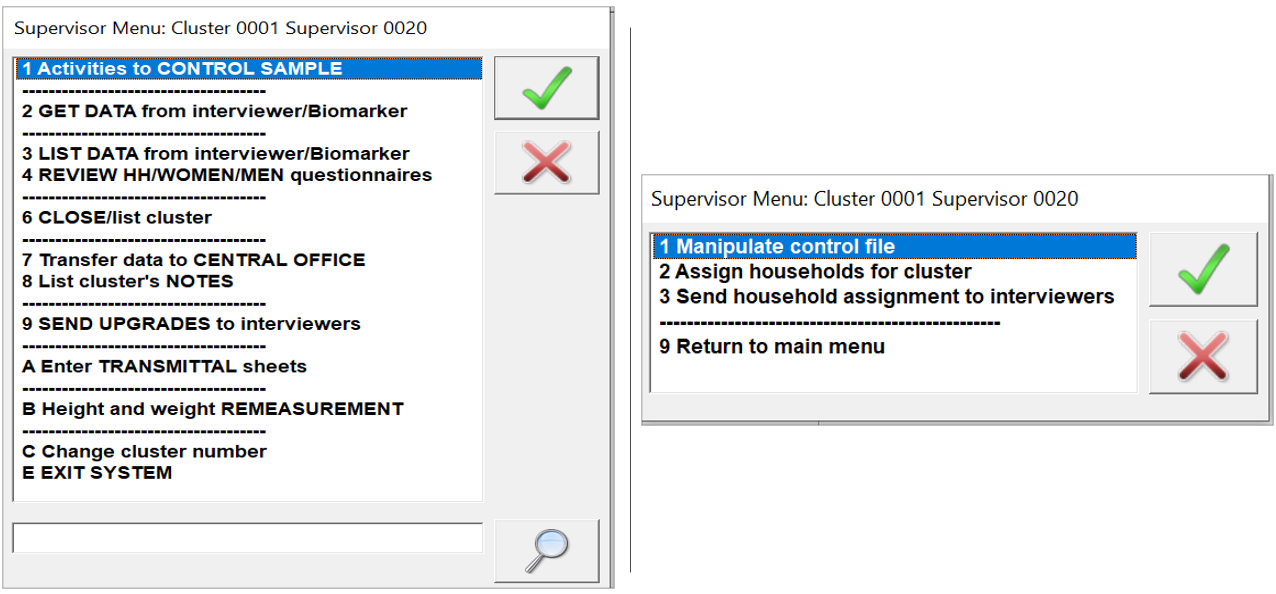 Supervisor Menu: Cluster 0001 Supervisor 0020
1 Activities to CONTROL SAMPLE
-------------------------------------
2 GET DATA from interviewer/Biomarker
-------------------------------------
3 LIST DATA from interviewer/Biomarker
4 REVIEW HH/WOMEN/MEN questionnaires
-------------------------------------
6 CLOSE/list cluster
-------------------------------------
7 Transfer data to CENTRAL OFFICE
8 List cluster's NOTES
-------------------------------------
9 SEND UPGRADES to interviewers
-------------------------------------
A Enter TRANSMITTAL sheets
-------------------------------------
B Height and weight REMEASUREMENT
-------------------------------------
C Change cluster number
E EXIT SYSTEM
Supervisor Menu: Cluster 0001 Supervisor 0020
1 Manipulate control file
2 Assign households for cluster
3 Send household assignment to interviewers
--------------------------------------------------
9 Return to main menu